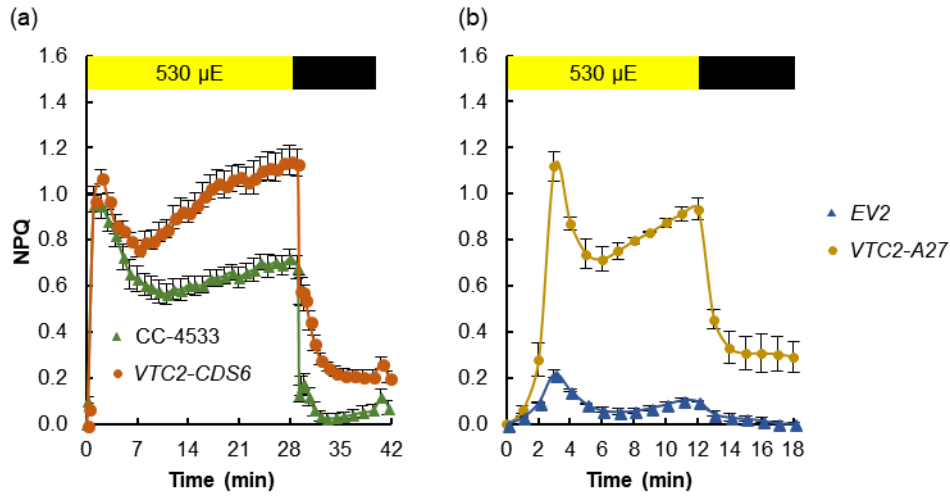 (a)
530 µE
NPQ
1.6
1.4
1.2
1.0
0.8
0.6
0.4
0.2
0.0
CC-4533
VTC2-CDS6
0 7 14 21 28 35 42
Time (min)
(b)
530 µE
1.6
1.4
1.2
1.0
0.8
0.6
0.4
0.2
0.0
0 2 4 6 8 10 12 14 16 18
Time (min)
EV2
VTC2-A27